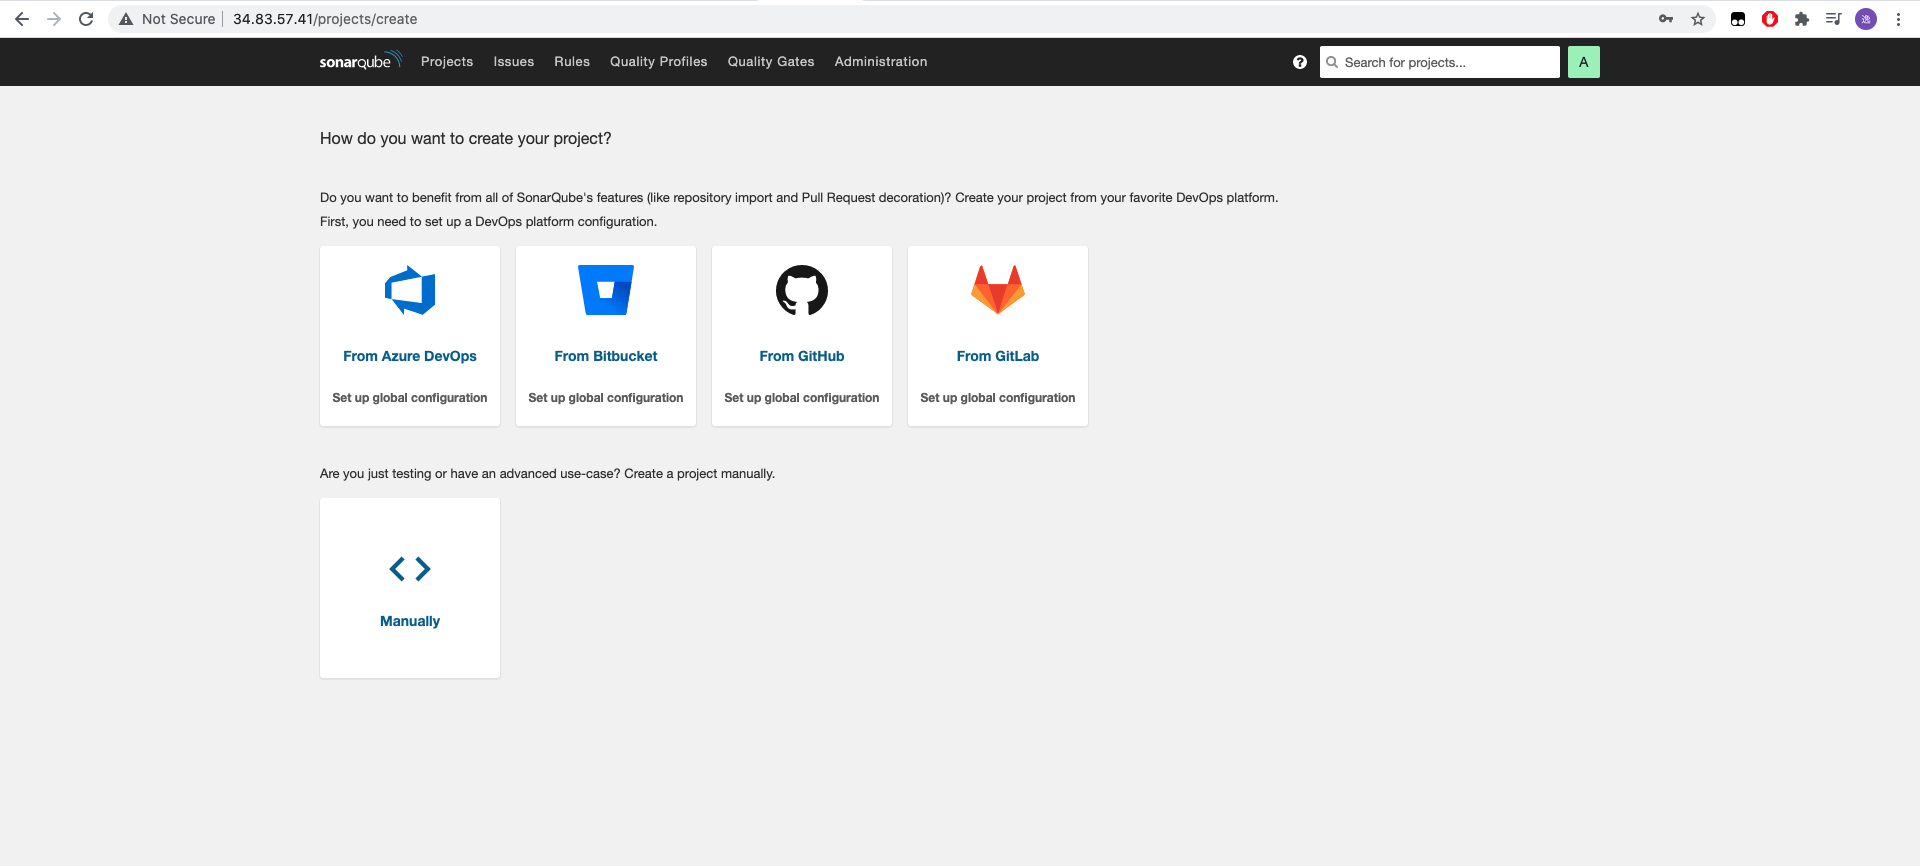 Not Secure 34.83.57.41/projects/create
sonarqube Projects Issues Rules Quality Profiles Quality Gates Administration ? Search for projects... A
How do you want to create your project?
Do you want to benefit from all of SonarQube's features (like repository import and Pull Request decoration)? Create your project from your favorite DevOps platform.
First, you need to set up a DevOps platform configuration.
From Azure DevOps From Bitbucket From GitHub From GitLab
Set up global configuration Set up global configuration Set up global configuration Set up global configuration
Are you just testing or have an advanced use-case? Create a project manually.
Manually